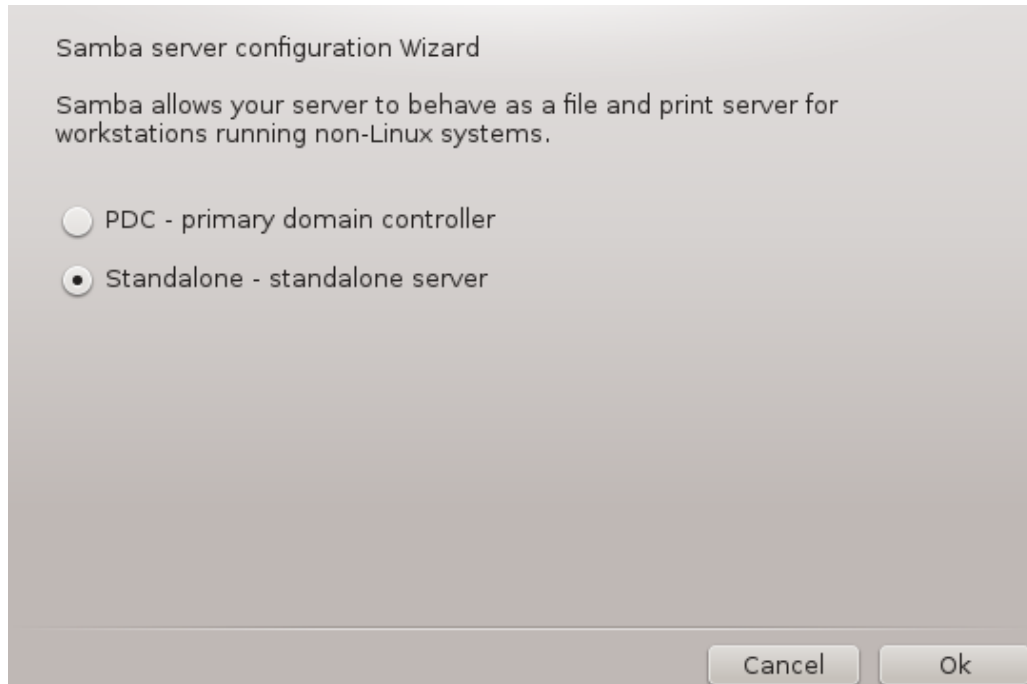 Samba server configuration Wizard
Samba allows your server to behave as a file and print server for
workstations running non-Linux systems.
PDC - primary domain controller
Standalone - standalone server
Cancel
Ok